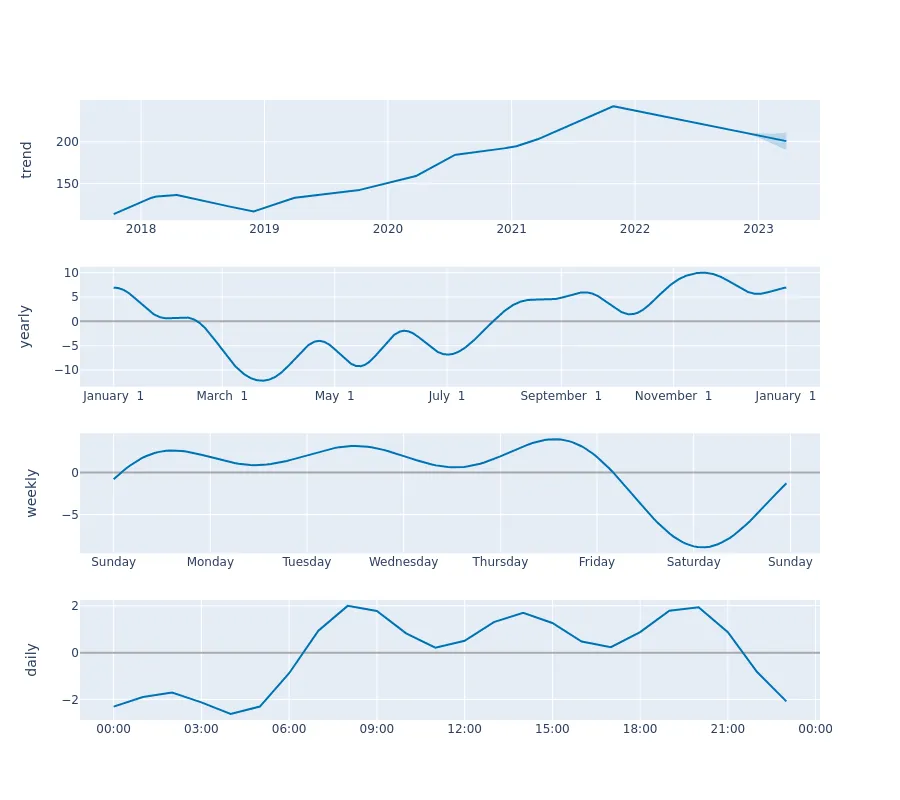 trend
200
150
2018 2019 2020 2021 2022 2023
yearly
10
5
0
−5
−10
January 1 March 1 May 1 July 1 September 1 November 1 January 1
weekly
0
−5
Sunday Monday Tuesday Wednesday Thursday Friday Saturday Sunday
daily
2
0
−2
00:00 03:00 06:00 09:00 12:00 15:00 18:00 21:00 00:00